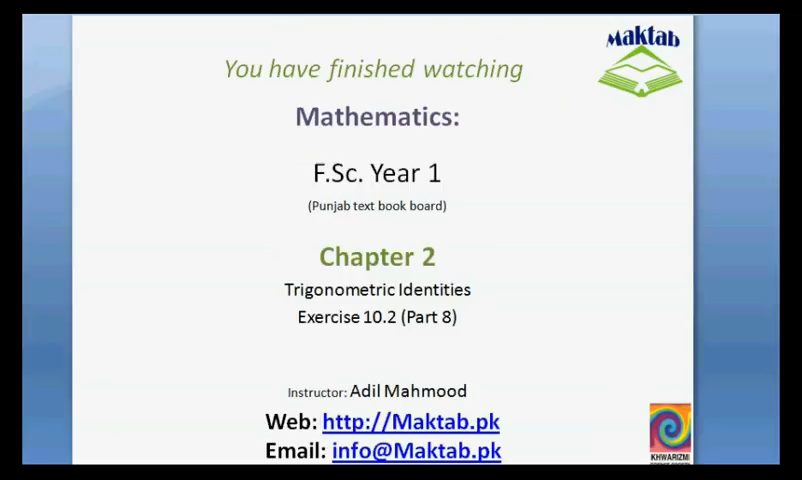 Maktab
You have finished watching
Mathematics:
F.Sc. Year 1
(Punjab text book board)
Chapter 2
Trigonometric Identities
Exercise 10.2 (Part 8)
Instructor: Adil Mahmood
Web: http://Maktab.pk
Email: info@Maktab.pk
KHWARIZMI